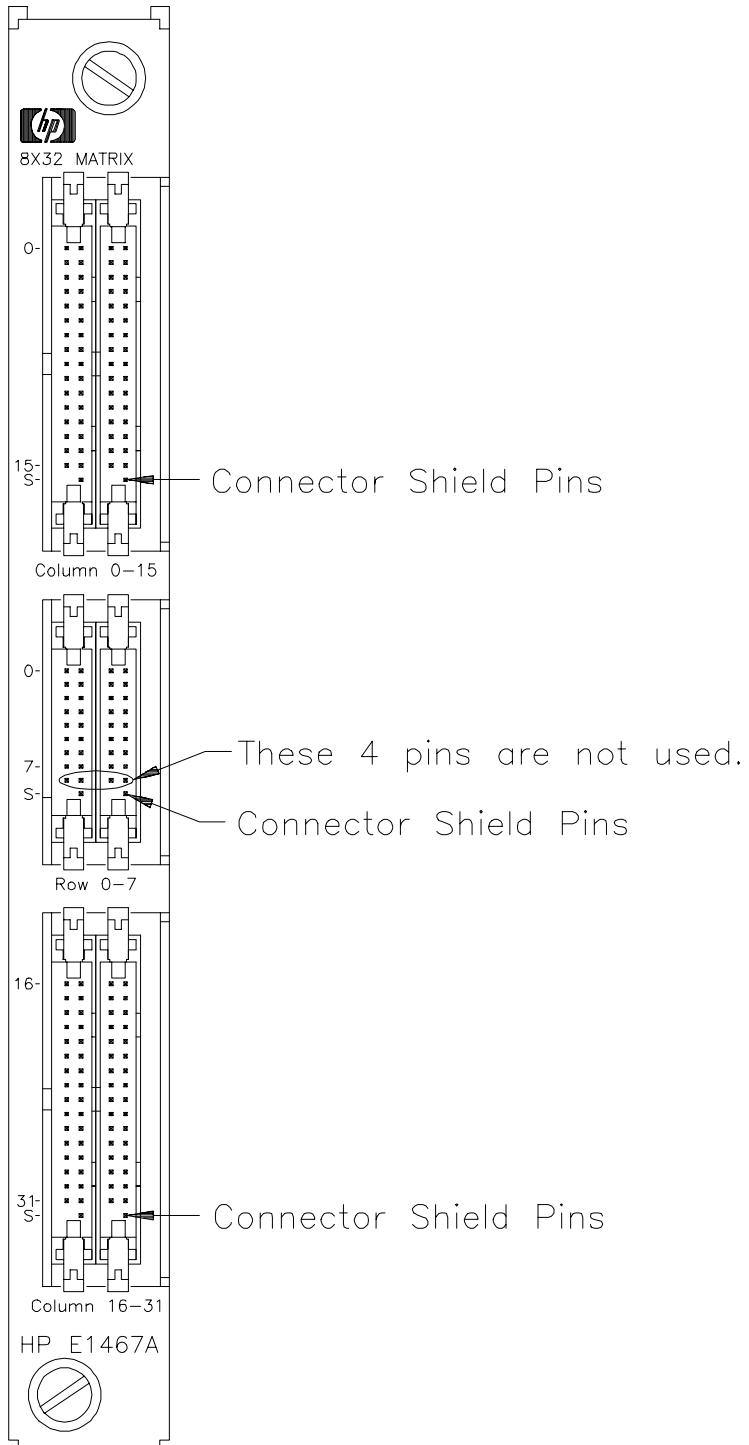 hp
8X32 MATRIX
0-
15-
S-
Connector Shield Pins
Column 0-15
0-
These 4 pins are not used.
7-
S-
Connector Shield Pins
Row 0-7
16-
31-
S-
Connector Shield Pins
Column 16-31
HP E1467A